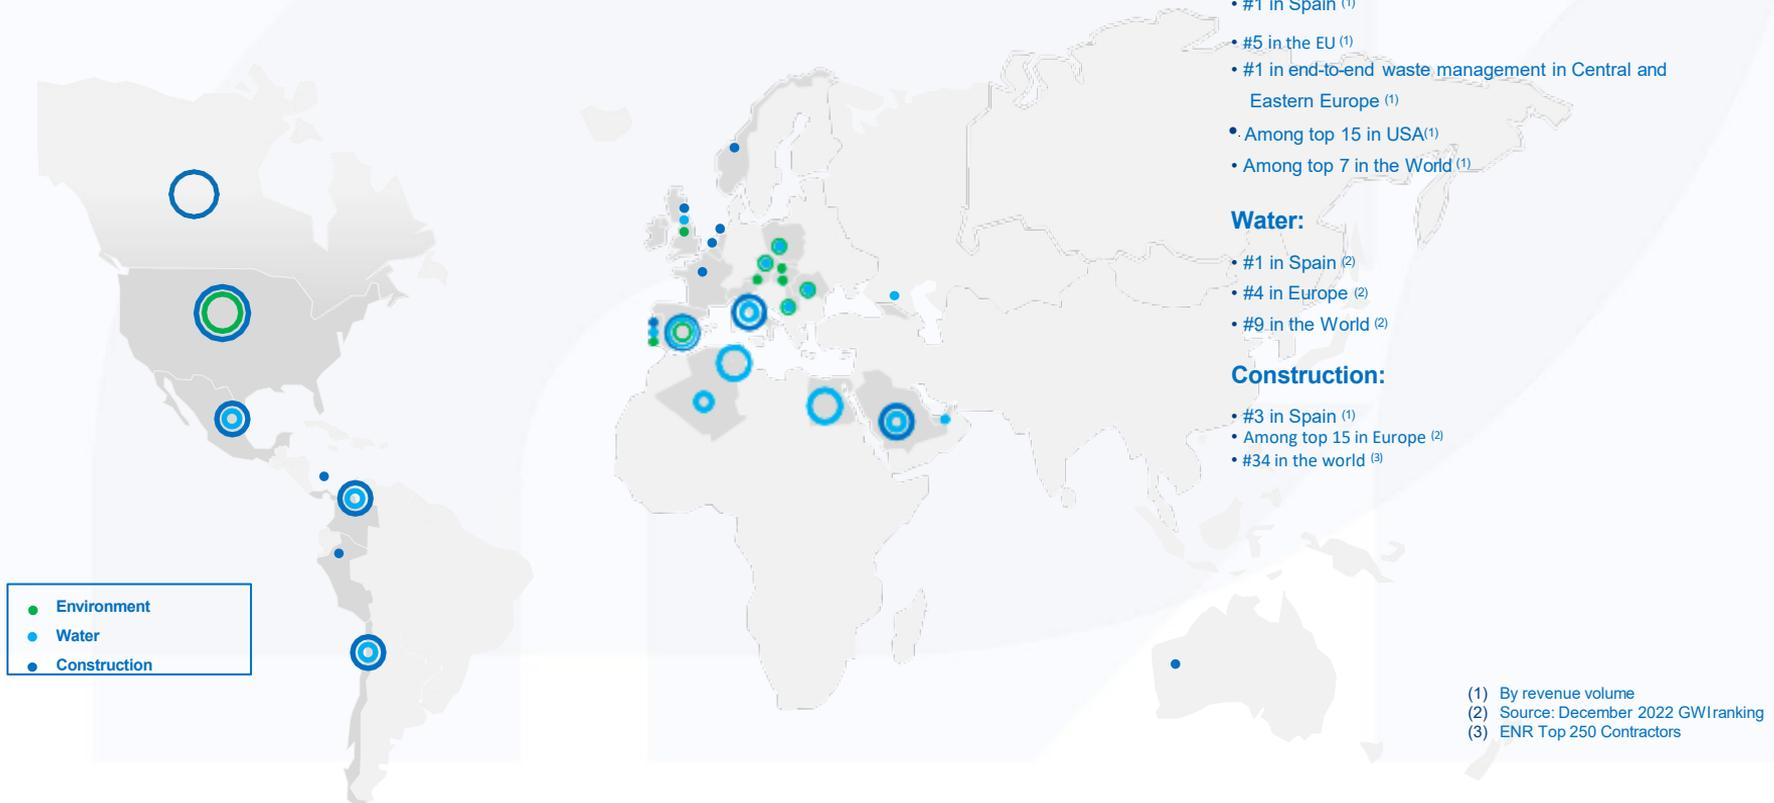 • #1 in Spain (1)
• #5 in the EU (1)
• #1 in end-to-end waste management in Central and
Eastern Europe (1)
•. Among top 15 in USA(1)
• Among top 7 in the World (1)
Water:
• #1 in Spain (2)
• #4 in Europe (2)
• #9 in the World (2)
Construction:
• #3 in Spain (1)
• Among top 15 in Europe (2)
• #34 in the world (3)
Environment
Water
Construction
(1) By revenue volume
(2) Source: December 2022 GWI ranking
(3) ENR Top 250 Contractors